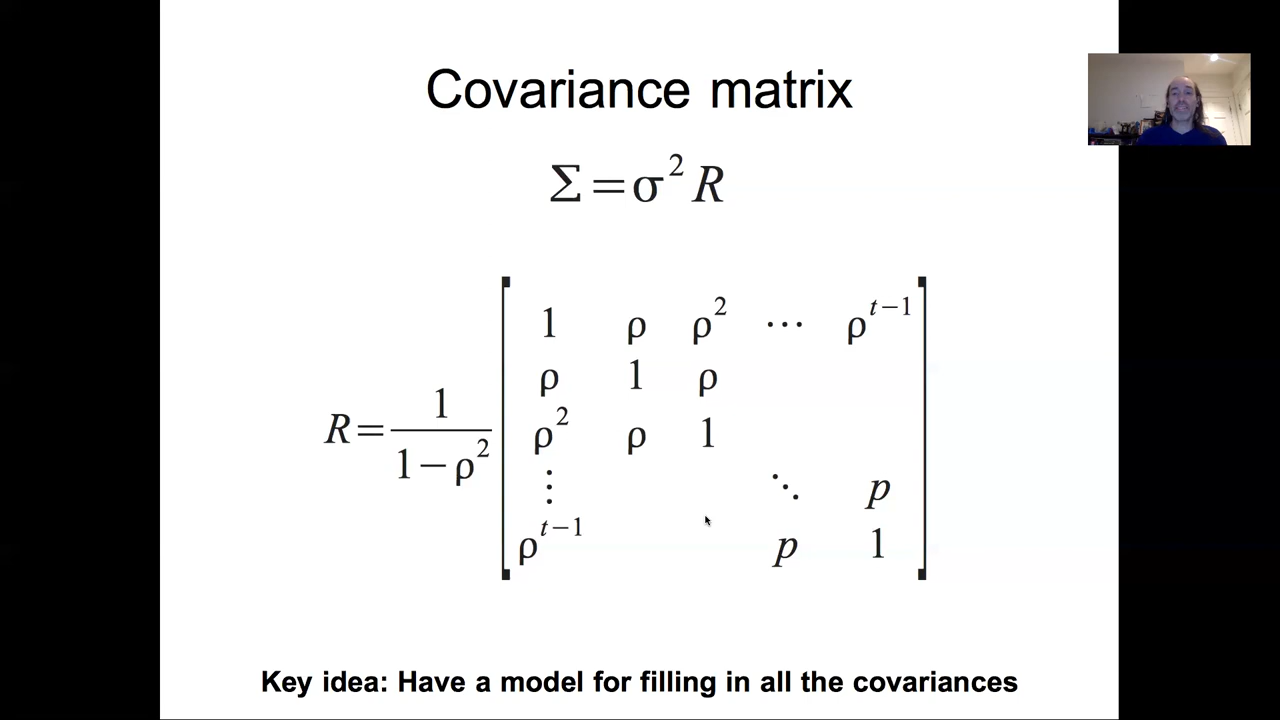 Covariance matrix
Σ=σ² R
R= 1/(1−ρ²) [
1 ρ ρ² ⋯ ρ^{t−1}
ρ 1 ρ
ρ² ρ 1
⋮ ⋱ p
ρ^{t−1} p 1
]
Key idea: Have a model for filling in all the covariances